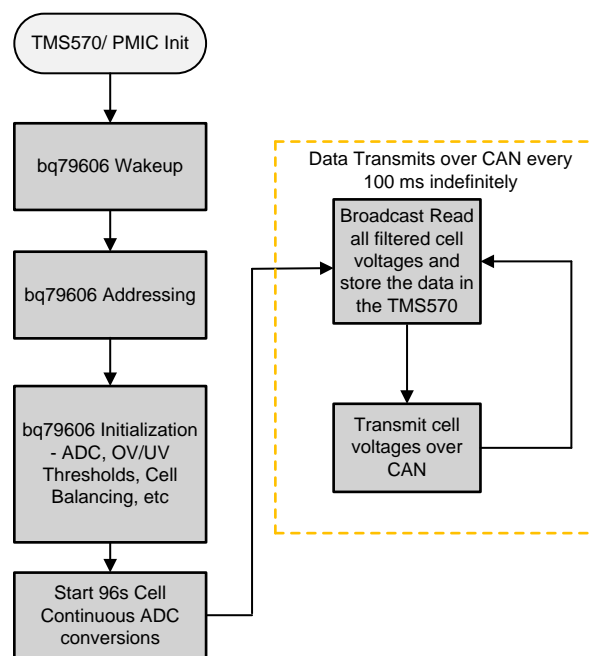 TMS570/ PMIC Init
bq79606 Wakeup
bq79606 Addressing
bq79606 Initialization
- ADC, OV/UV
Thresholds, Cell
Balancing, etc
Start 96s Cell
Continuous ADC
conversions
Data Transmits over CAN every
100 ms indefinitely
Broadcast Read
all filtered cell
voltages and
store the data in
the TMS570
Transmit cell
voltages over
CAN